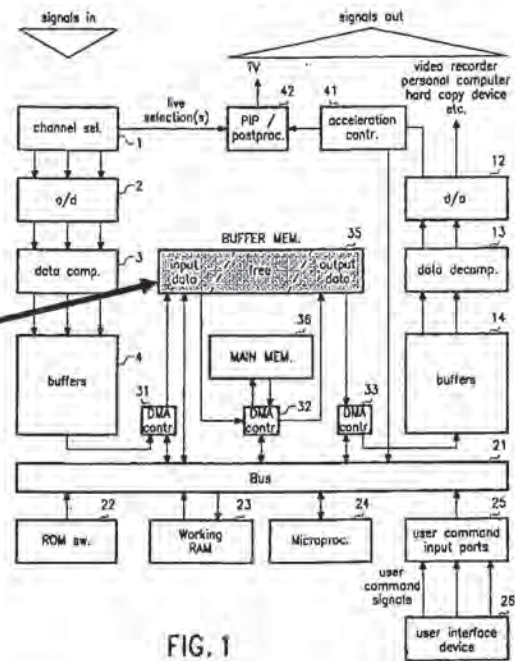 signals in
signals out
TV
video recorder
personal computer
hard copy device
etc.
channel sel.
1
live
selection(s)
PIP /
postproc.
42
acceleration
contr.
41
a/d
2
d/a
12
data comp.
3
BUFFER MEM.
35
input
data
//
free
//
output
data
data decomp.
13
buffers
4
MAIN MEM.
36
buffers
14
31
DMA
contr.
DMA
contr.
32
33
DMA
contr.
Bus
21
ROM sw.
22
Working
RAM
23
Microproc.
24
user command
input ports
25
user
command
signals
user interface
device
26
FIG. 1